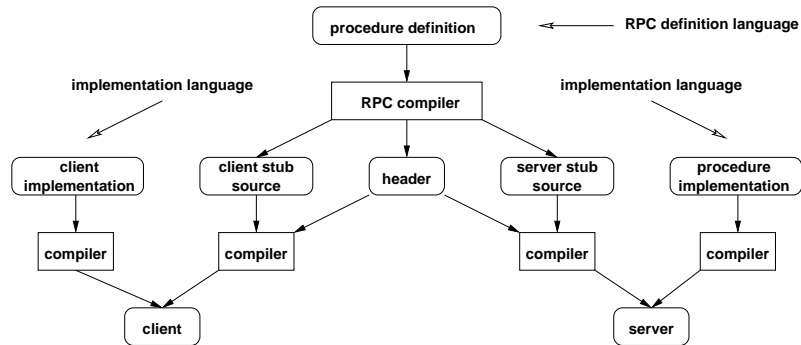 procedure definition
RPC definition language
implementation language
RPC compiler
implementation language
client
implementation
client stub
source
header
server stub
source
procedure
implementation
compiler
compiler
compiler
compiler
client
server